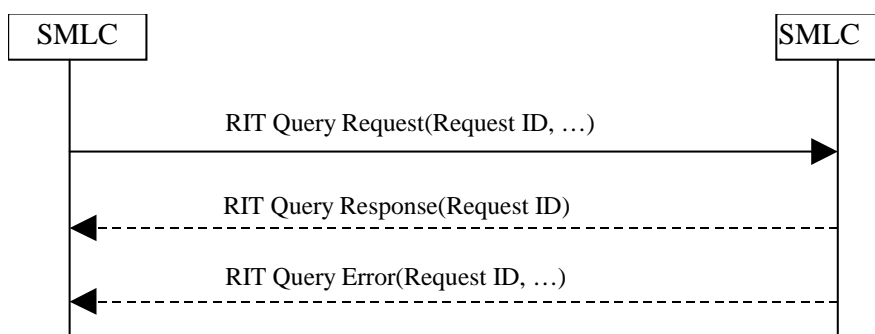 SMLC
SMLC
RIT Query Request(Request ID, …)
RIT Query Response(Request ID)
RIT Query Error(Request ID, …)